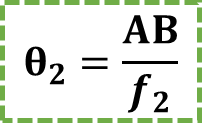 θ₂ = AB / f₂